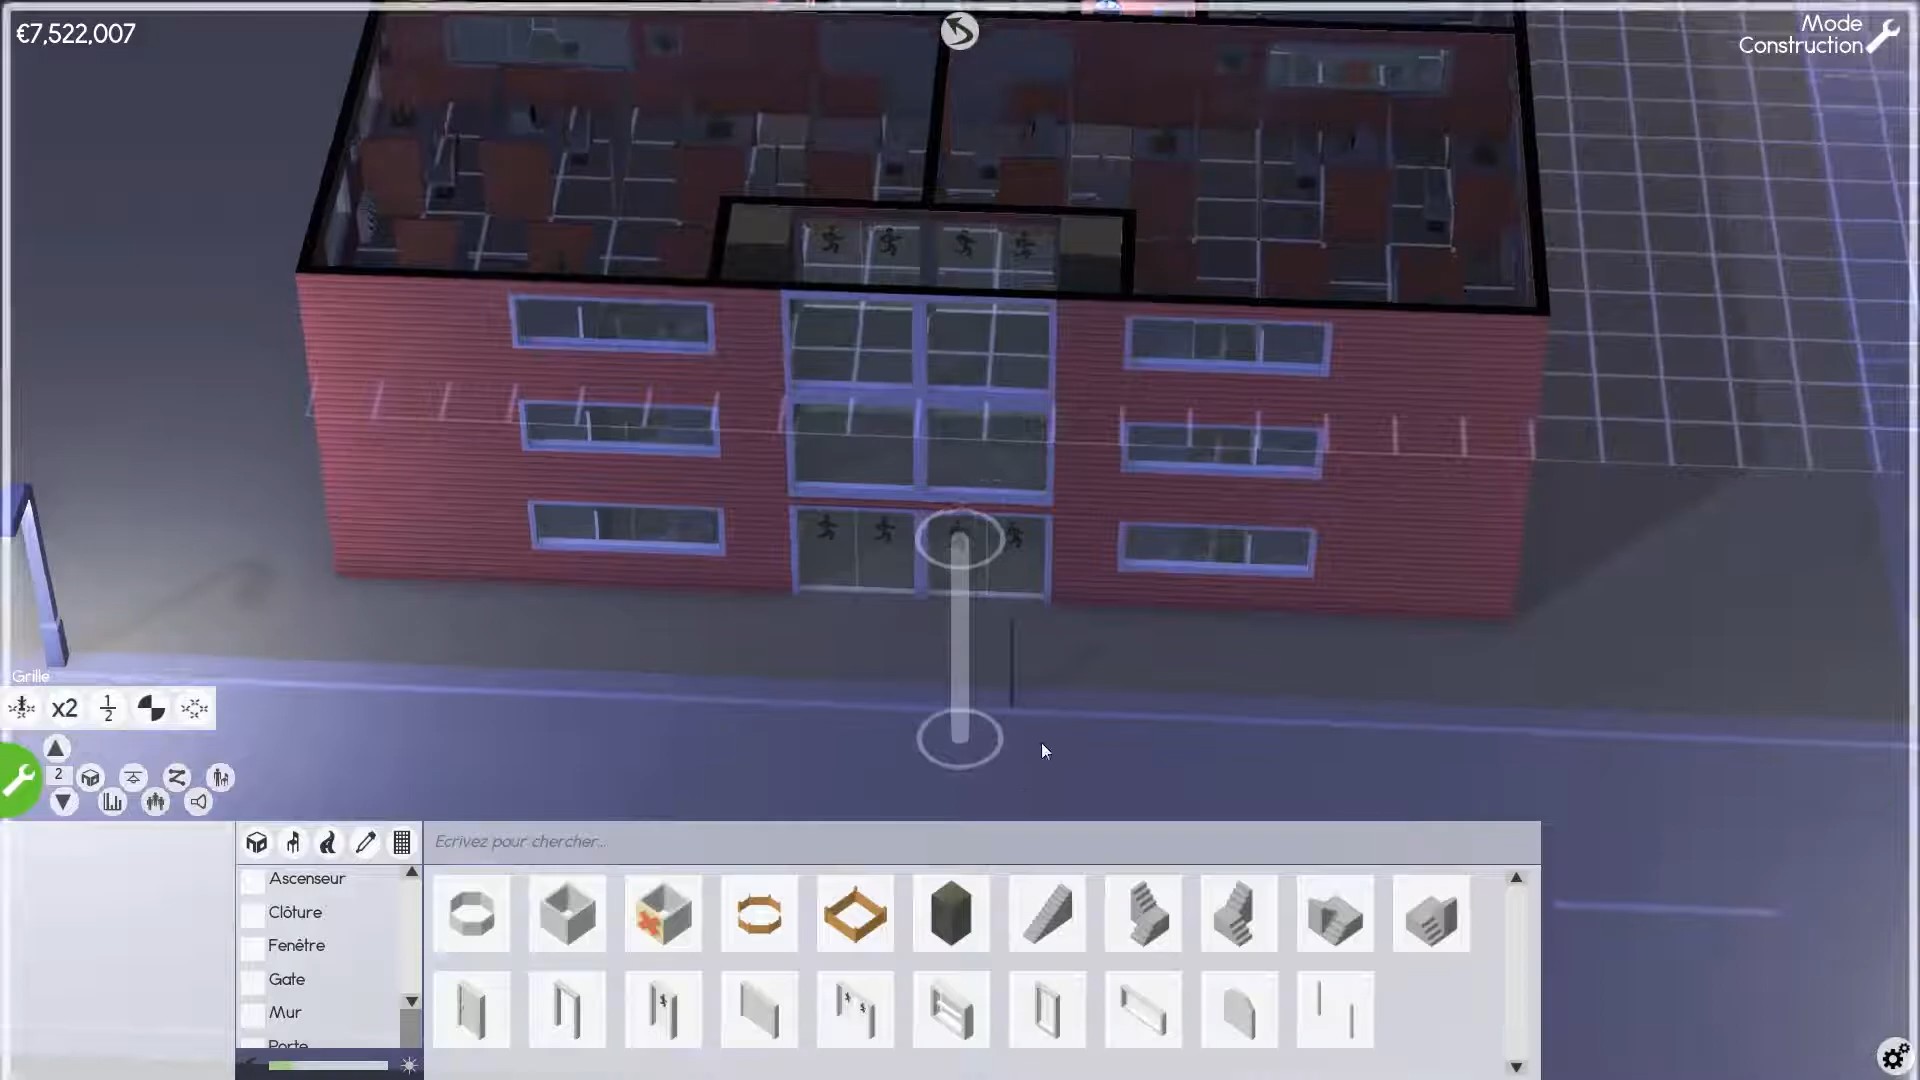 €7,522,007
Mode
Construction
Grille
x2
1
2
2
Ecrivez pour chercher...
Ascenseur
Clôture
Fenêtre
Gate
Mur
Porte